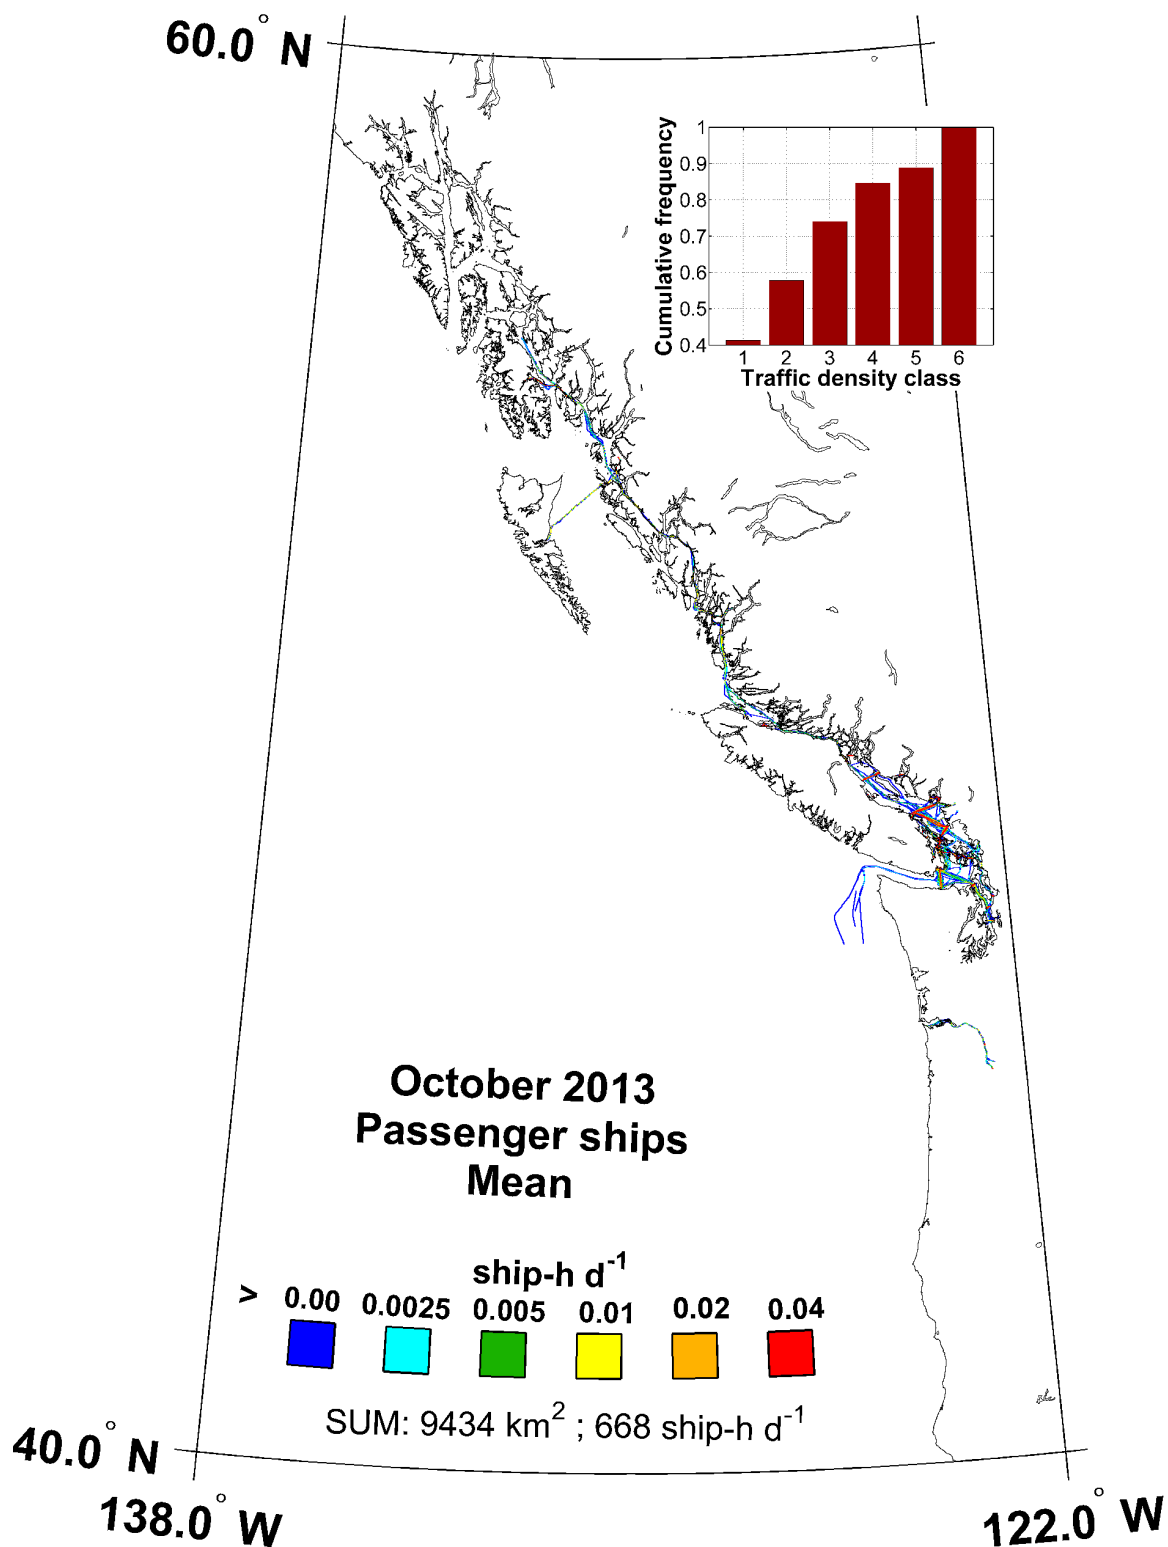 60.0° N
Cumulative frequency
1
0.9
0.8
0.7
0.6
0.5
0.4
1 2 3 4 5 6
Traffic density class
October 2013
Passenger ships
Mean
ship-h d⁻¹
> 0.00 0.0025 0.005 0.01 0.02 0.04
SUM: 9434 km² ; 668 ship-h d⁻¹
40.0° N
138.0° W
122.0° W